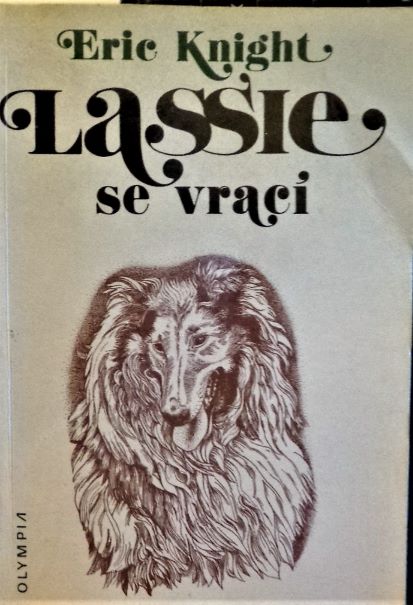 Eric Knight
Lassie
se vrací
OLYMPIA